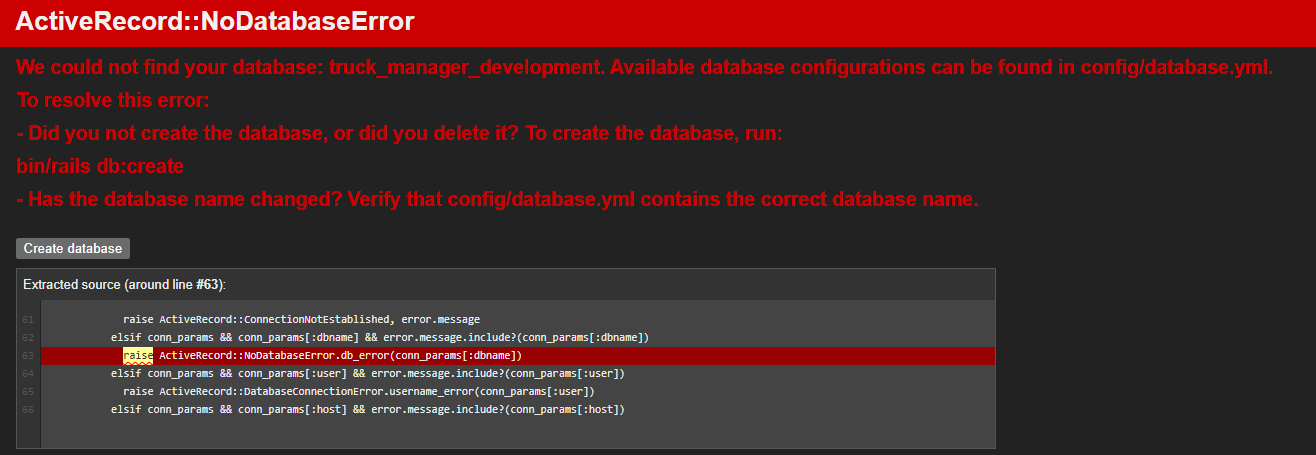 ActiveRecord::NoDatabaseError
We could not find your database: truck_manager_development. Available database configurations can be found in config/database.yml.
To resolve this error:
- Did you not create the database, or did you delete it? To create the database, run:
bin/rails db:create
- Has the database name changed? Verify that config/database.yml contains the correct database name.
Create database
Extracted source (around line #63):
61 raise ActiveRecord::ConnectionNotEstablished, error.message
62 elsif conn_params && conn_params[:dbname] && error.message.include?(conn_params[:dbname])
63 raise ActiveRecord::NoDatabaseError.db_error(conn_params[:dbname])
64 elsif conn_params && conn_params[:user] && error.message.include?(conn_params[:user])
65 raise ActiveRecord::DatabaseConnectionError.username_error(conn_params[:user])
66 elsif conn_params && conn_params[:host] && error.message.include?(conn_params[:host])